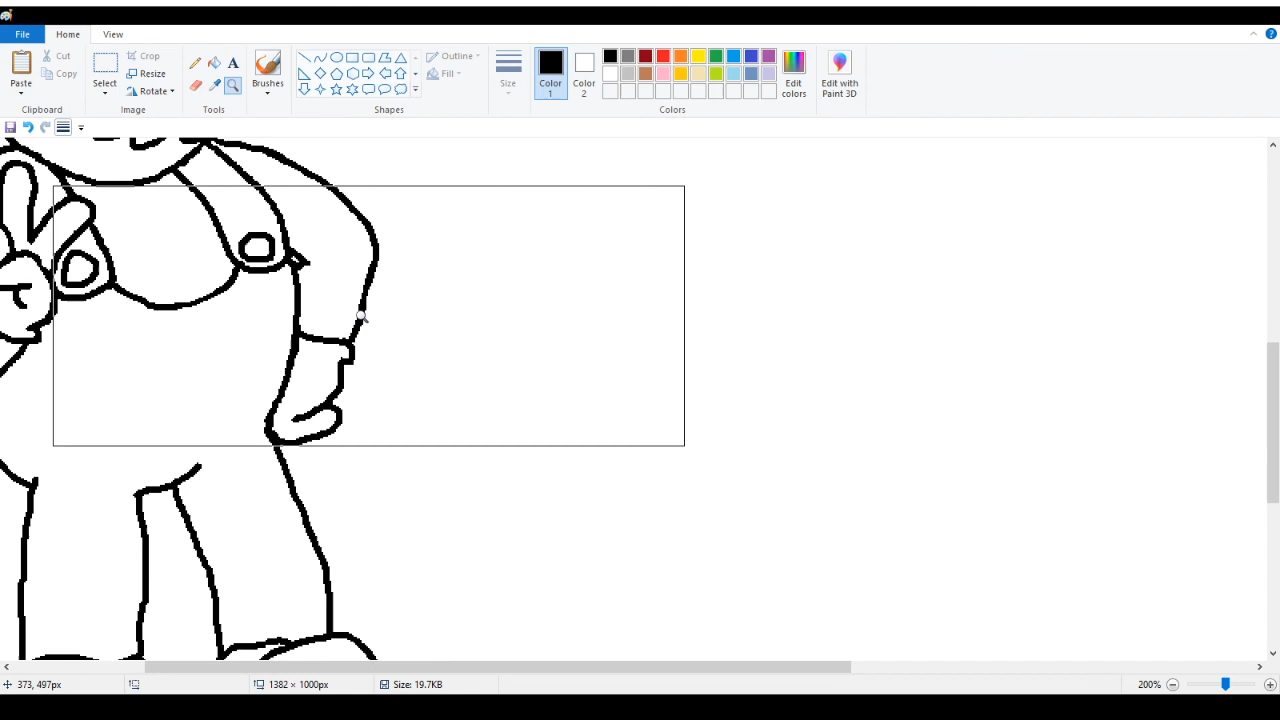 File Home View
Paste Cut Copy Select Crop Resize Rotate A Brushes Outline Fill Size Color 1 Color 2 Edit colors Edit with Paint 3D
Clipboard Image Tools Shapes Colors
373, 497px 1382 × 1000px Size: 19.7KB 200%